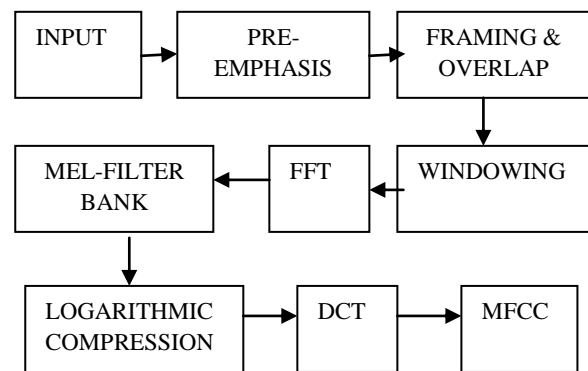 INPUT
PRE-
EMPHASIS
FRAMING &
OVERLAP
WINDOWING
FFT
MEL-FILTER
BANK
LOGARITHMIC
COMPRESSION
DCT
MFCC